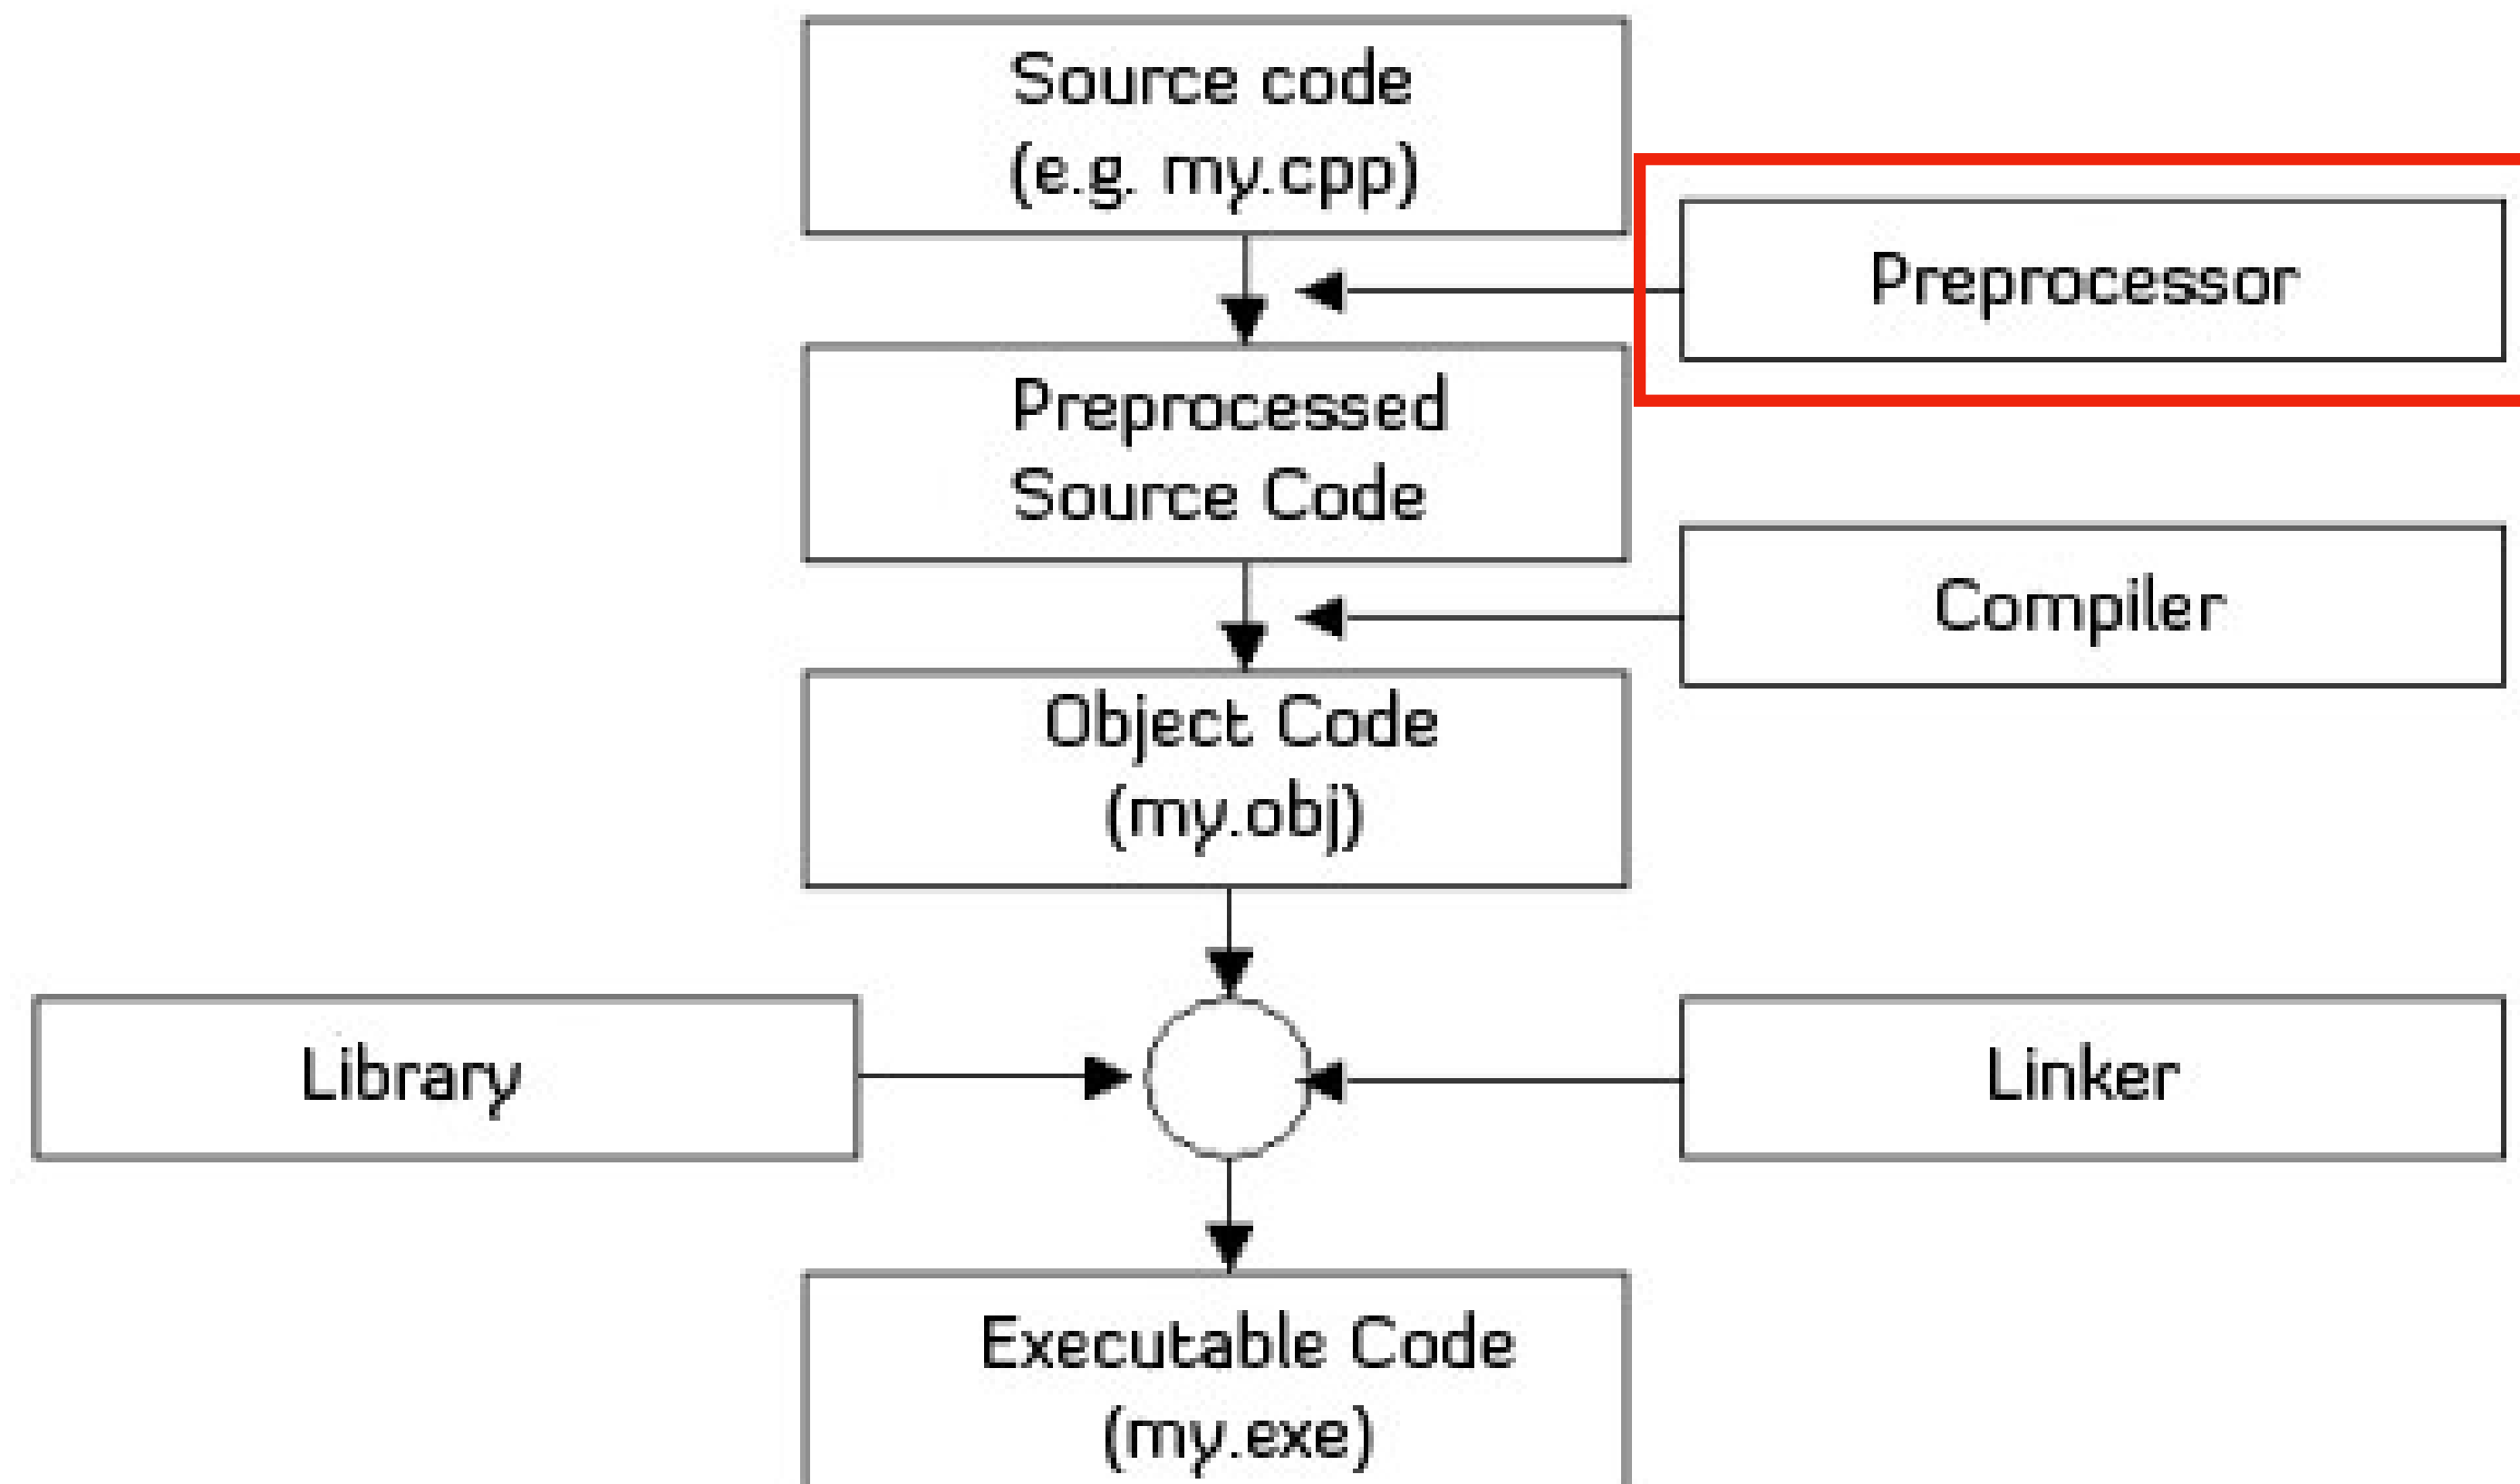 Source code
(e.g. my.cpp)
Preprocessor
Preprocessed
Source Code
Compiler
Object Code
(my.obj)
Library
Linker
Executable Code
(my.exe)